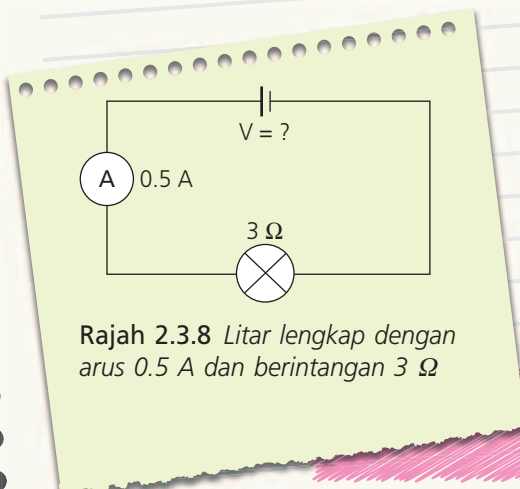 V = ?
A 0.5 A
3 Ω
Rajah 2.3.8 Litar lengkap dengan
arus 0.5 A dan berintangan 3 Ω